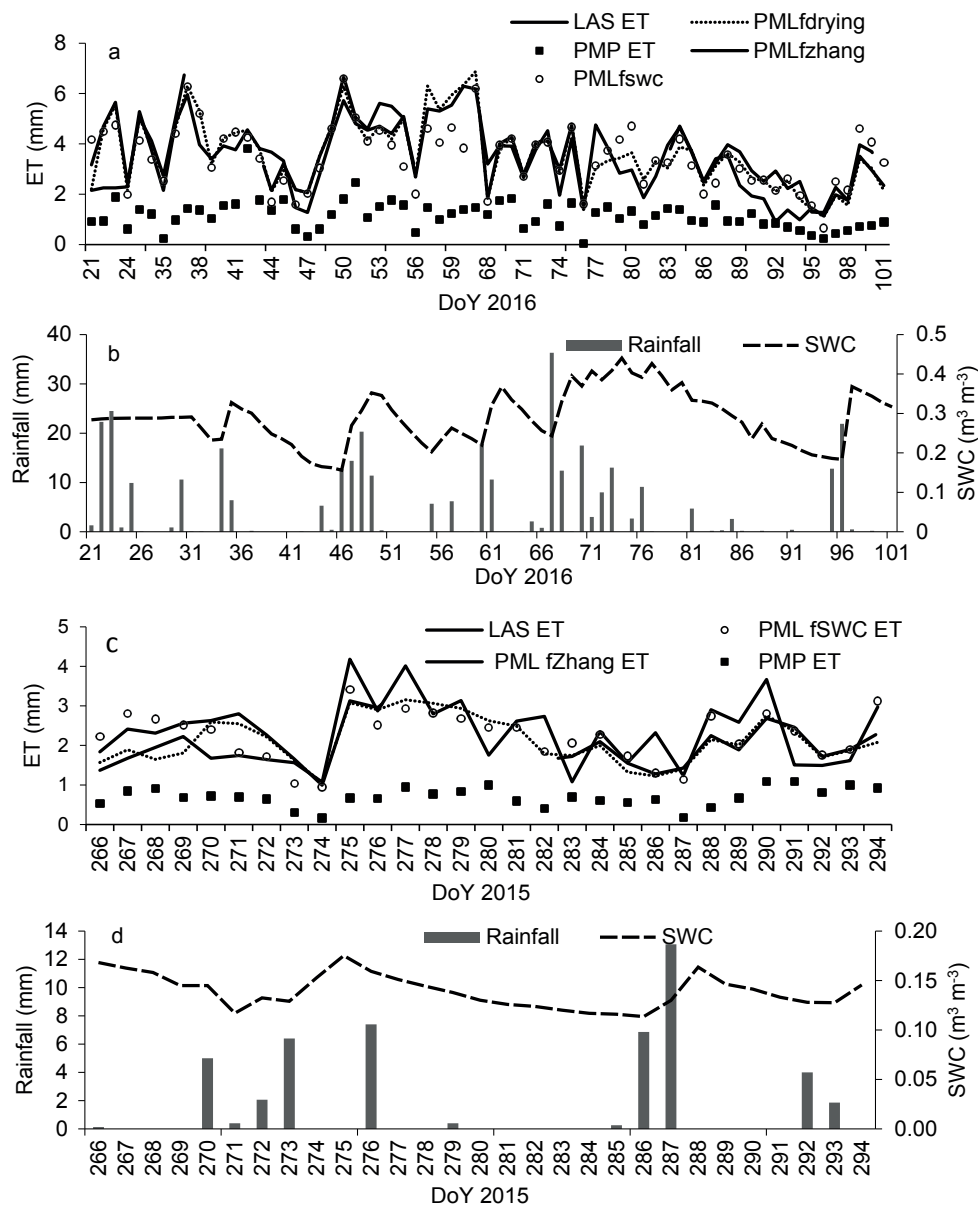 LAS ET PMLfdrying
PMP ET PMLfzhang
PMLfswc
a
8
6
4
2
0
ET (mm)
21 24 35 38 41 44 47 50 53 56 59 68 71 74 77 80 83 86 89 92 95 98 101
DoY 2016
b
Rainfall SWC
40
30
20
10
0
Rainfall (mm)
0.5
0.4
0.3
0.2
0.1
0
SWC (m³ m⁻³)
21 26 31 36 41 46 51 56 61 66 71 76 81 86 91 96 101
DoY 2016
c
LAS ET PML fSWC ET
PML fZhang ET PMP ET
5
4
3
2
1
0
ET (mm)
266 267 268 269 270 271 272 273 274 275 276 277 278 279 280 281 282 283 284 285 286 287 288 289 290 291 292 293 294
DoY 2015
d
Rainfall SWC
14
12
10
8
6
4
2
0
Rainfall (mm)
0.20
0.15
0.10
0.05
0.00
SWC (m³ m⁻³)
266 267 268 269 270 271 272 273 274 275 276 279 280 281 282 283 284 285 286 287 288 289 290 291 292 293 294
DoY 2015